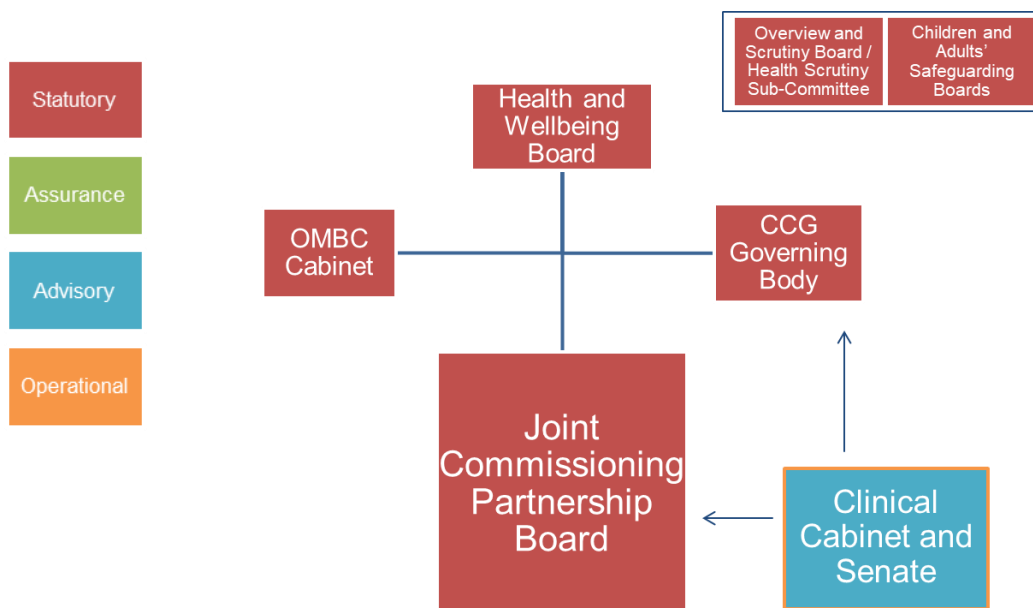 Statutory
Assurance
Advisory
Operational
Overview and
Scrutiny Board /
Health Scrutiny
Sub-Committee
Children and
Adults'
Safeguarding
Boards
Health and
Wellbeing
Board
OMBC
Cabinet
CCG
Governing
Body
Joint
Commissioning
Partnership
Board
Clinical
Cabinet and
Senate